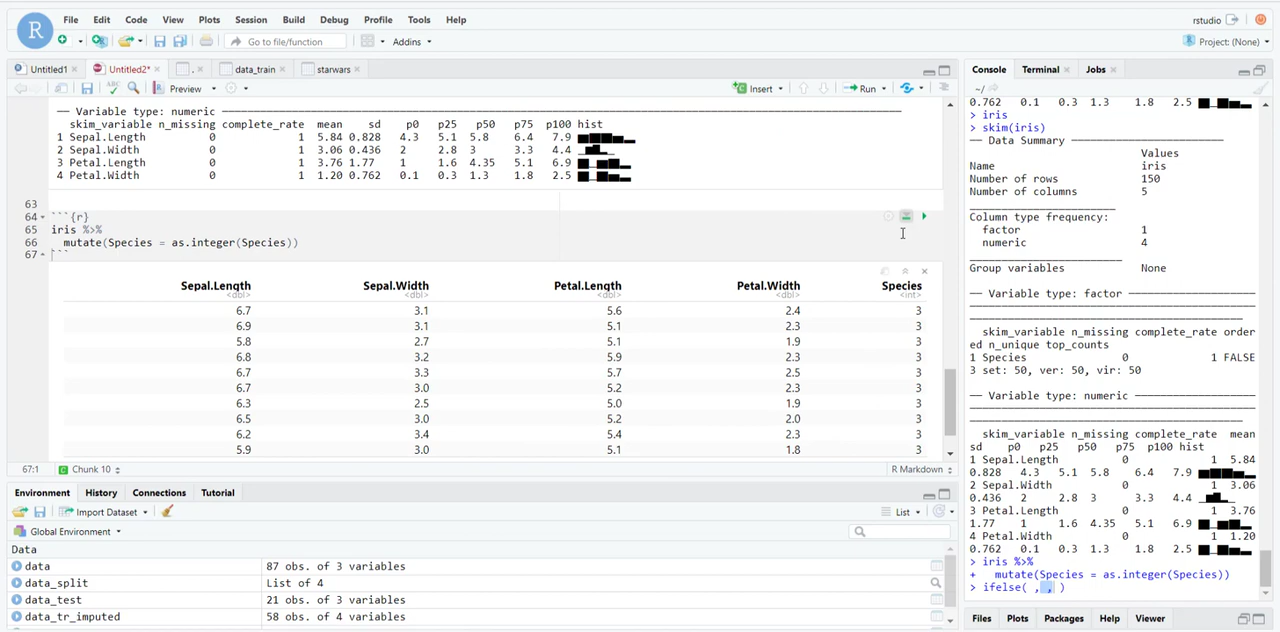 File Edit Code View Plots Session Build Debug Profile Tools Help
rstudio
R
Go to file/function
Addins
Project: (None)
Untitled1
Untitled2*
.
data_train
starwars
Preview
Insert
Run
── Variable type: numeric ──
skim_variable n_missing complete_rate mean sd p0 p25 p50 p75 p100 hist
1 Sepal.Length 0 1 5.84 0.828 4.3 5.1 5.8 6.4 7.9
2 Sepal.Width 0 1 3.06 0.436 2 2.8 3 3.3 4.4
3 Petal.Length 0 1 3.76 1.77 1 1.6 4.35 5.1 6.9
4 Petal.Width 0 1 1.20 0.762 0.1 0.3 1.3 1.8 2.5
63
64 ```{r}
65 iris %>%
66 mutate(Species = as.integer(Species))
67 ```
Sepal.Length Sepal.Width Petal.Length Petal.Width Species
<dbl> <dbl> <dbl> <dbl> <int>
6.7 3.1 5.6 2.4 3
6.9 3.1 5.1 2.3 3
5.8 2.7 5.1 1.9 3
6.8 3.2 5.9 2.3 3
6.7 3.3 5.7 2.5 3
6.7 3.0 5.2 2.3 3
6.3 2.5 5.0 1.9 3
6.5 3.0 5.2 2.0 3
6.2 3.4 5.4 2.3 3
5.9 3.0 5.1 1.8 3
67:1 Chunk 10 R Markdown
Environment History Connections Tutorial
Import Dataset
List
Global Environment
Data
data 87 obs. of 3 variables
data_split List of 4
data_test 21 obs. of 3 variables
data_tr_imputed 58 obs. of 4 variables
Console Terminal Jobs
~/
0.762 0.1 0.3 1.3 1.8 2.5
> iris
> skim(iris)
── Data Summary ──
Values
Name iris
Number of rows 150
Number of columns 5
Column type frequency:
factor 1
numeric 4
Group variables None
── Variable type: factor ──
skim_variable n_missing complete_rate order
ed n_unique top_counts
1 Species 0 1 FALSE
3 set: 50, ver: 50, vir: 50
── Variable type: numeric ──
skim_variable n_missing complete_rate mean
sd p0 p25 p50 p75 p100 hist
1 Sepal.Length 0 1 5.84
0.828 4.3 5.1 5.8 6.4 7.9
2 Sepal.Width 0 1 3.06
0.436 2 2.8 3 3.3 4.4
3 Petal.Length 0 1 3.76
1.77 1 1.6 4.35 5.1 6.9
4 Petal.Width 0 1 1.20
0.762 0.1 0.3 1.3 1.8 2.5
> iris %>%
+ mutate(Species = as.integer(Species))
> ifelse( , , )
Files Plots Packages Help Viewer